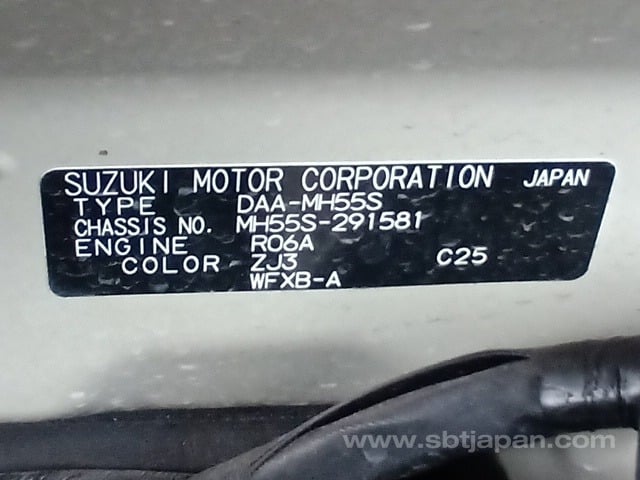 SUZUKI MOTOR CORPORATION JAPAN
TYPE DAA-MH55S
CHASSIS NO. MH55S-291581
ENGINE R06A
COLOR ZJ3 C25
WFXB-A
www.sbtjapan.com